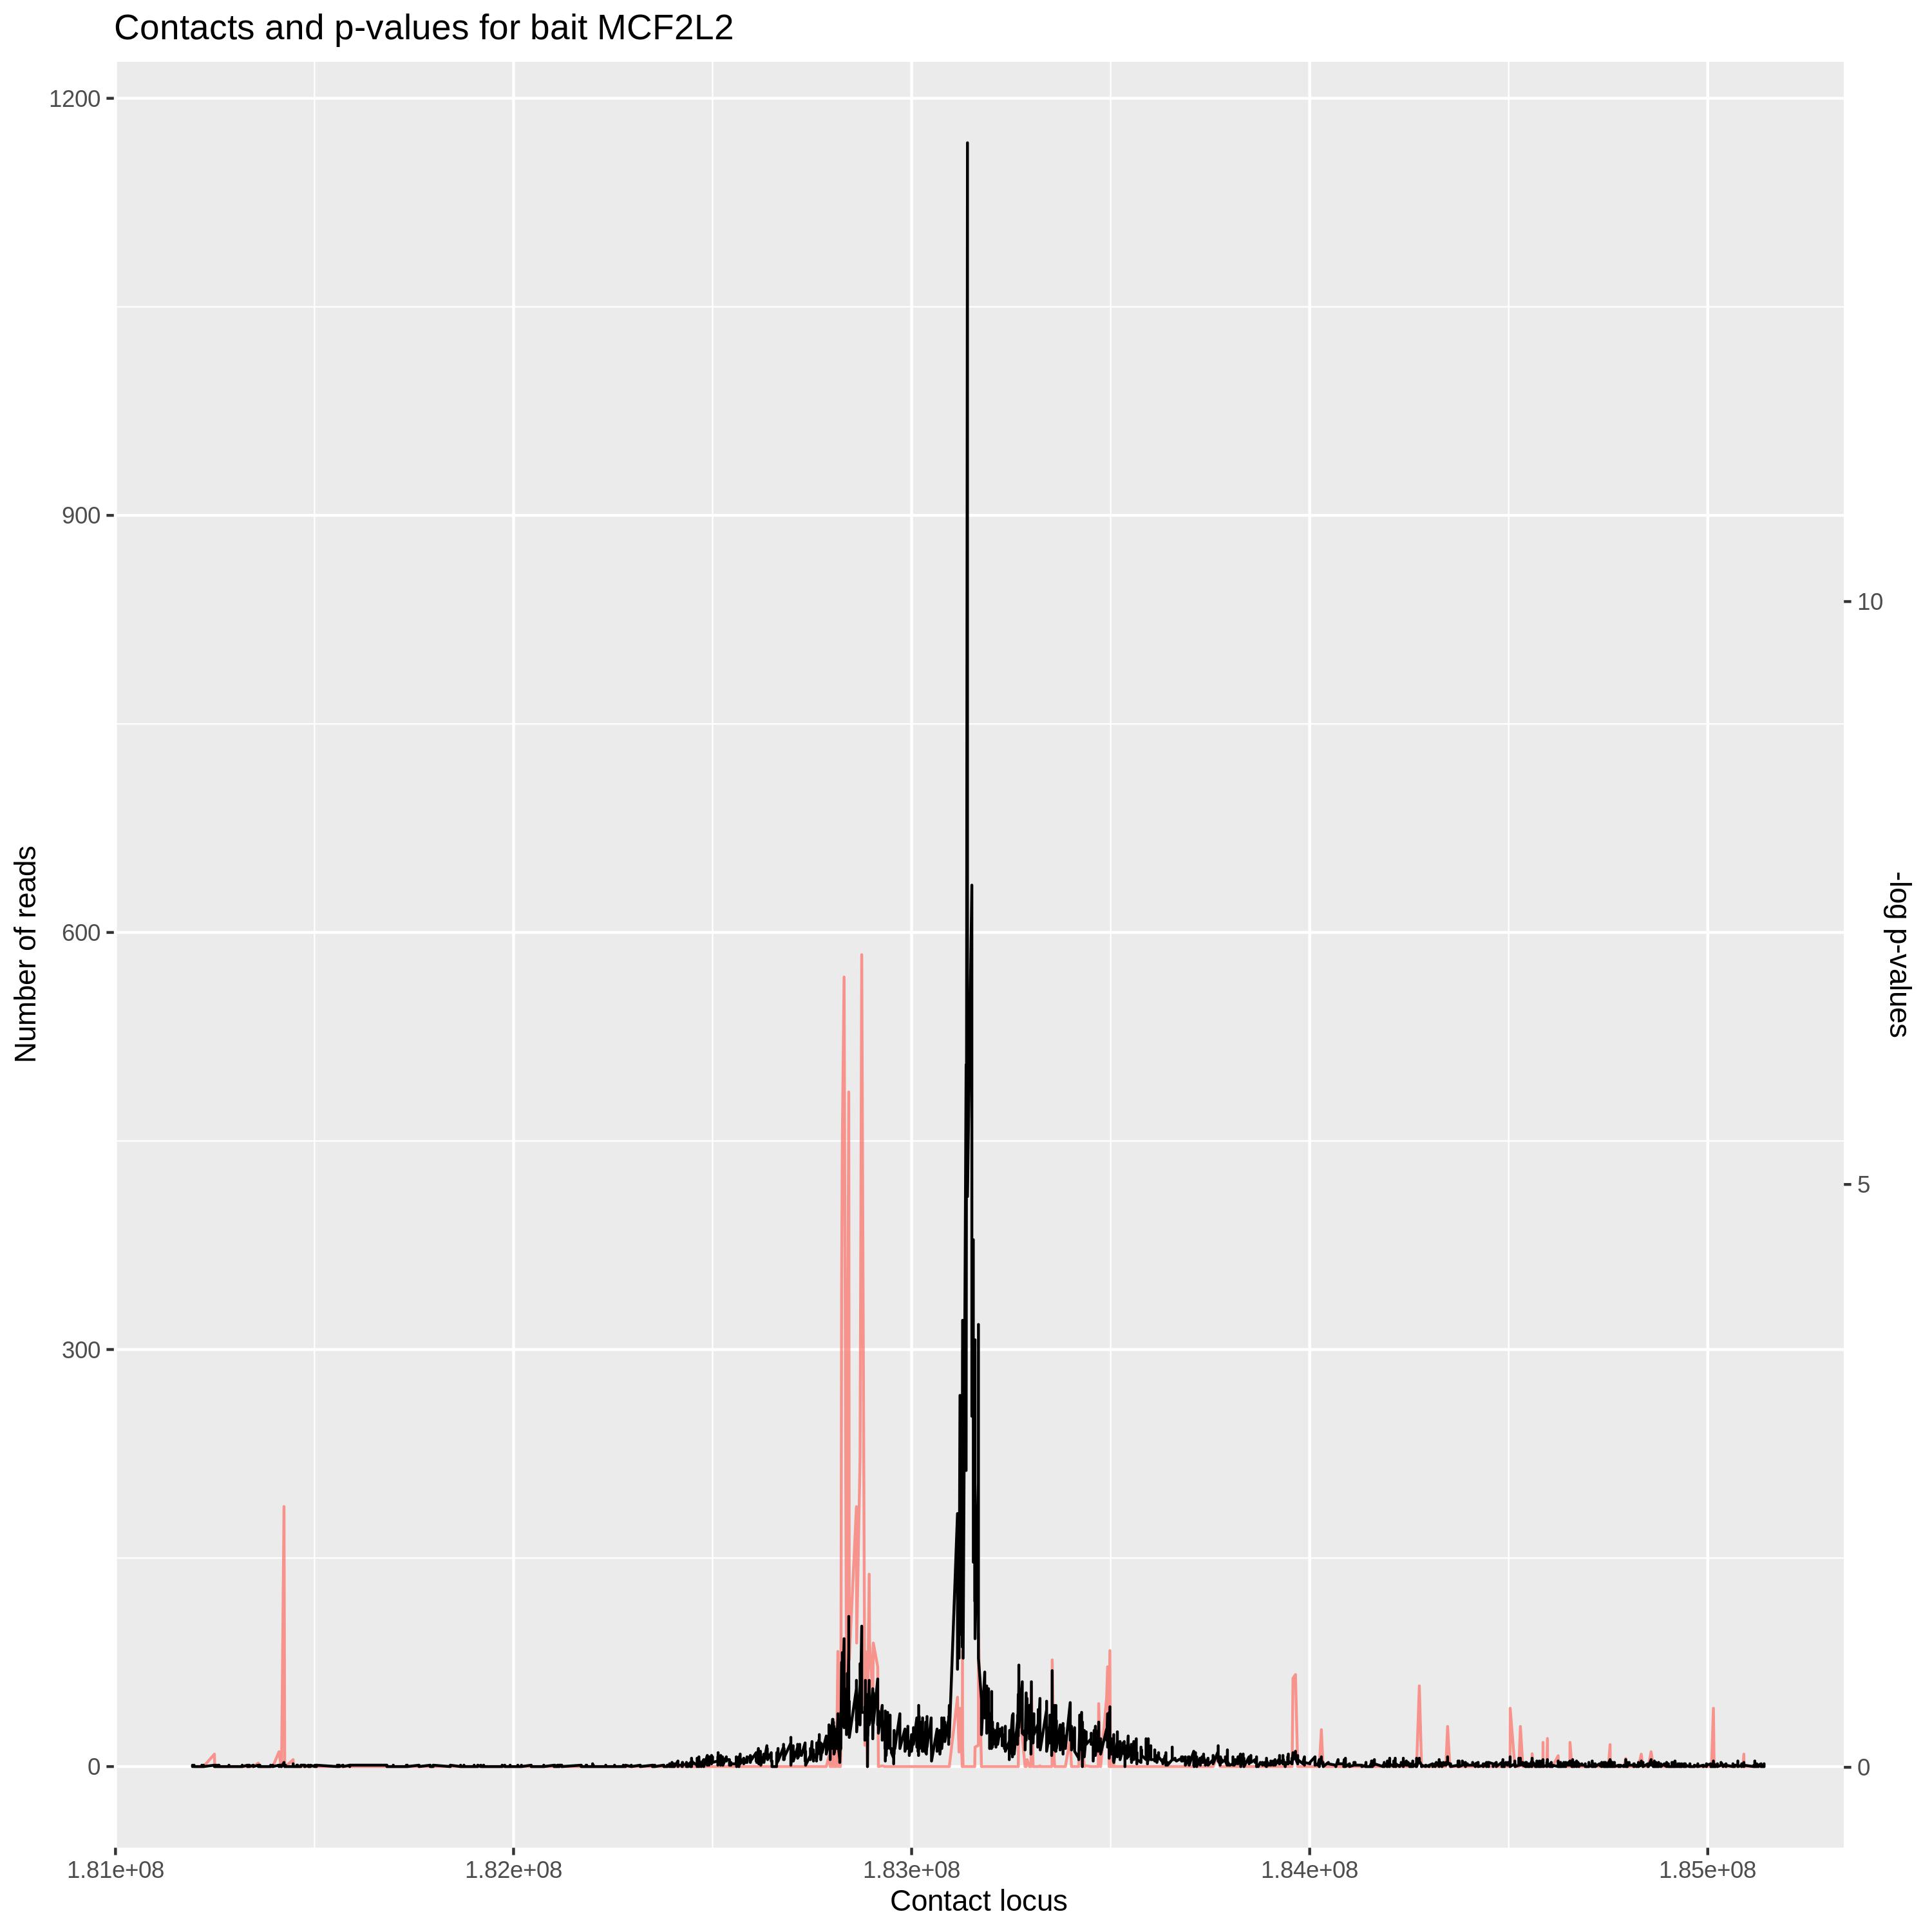 Contacts and p-values for bait MCF2L2
1200
900
600
300
0
Number of reads
10
5
0
-log p-values
1.81e+08
1.82e+08
1.83e+08
1.84e+08
1.85e+08
Contact locus